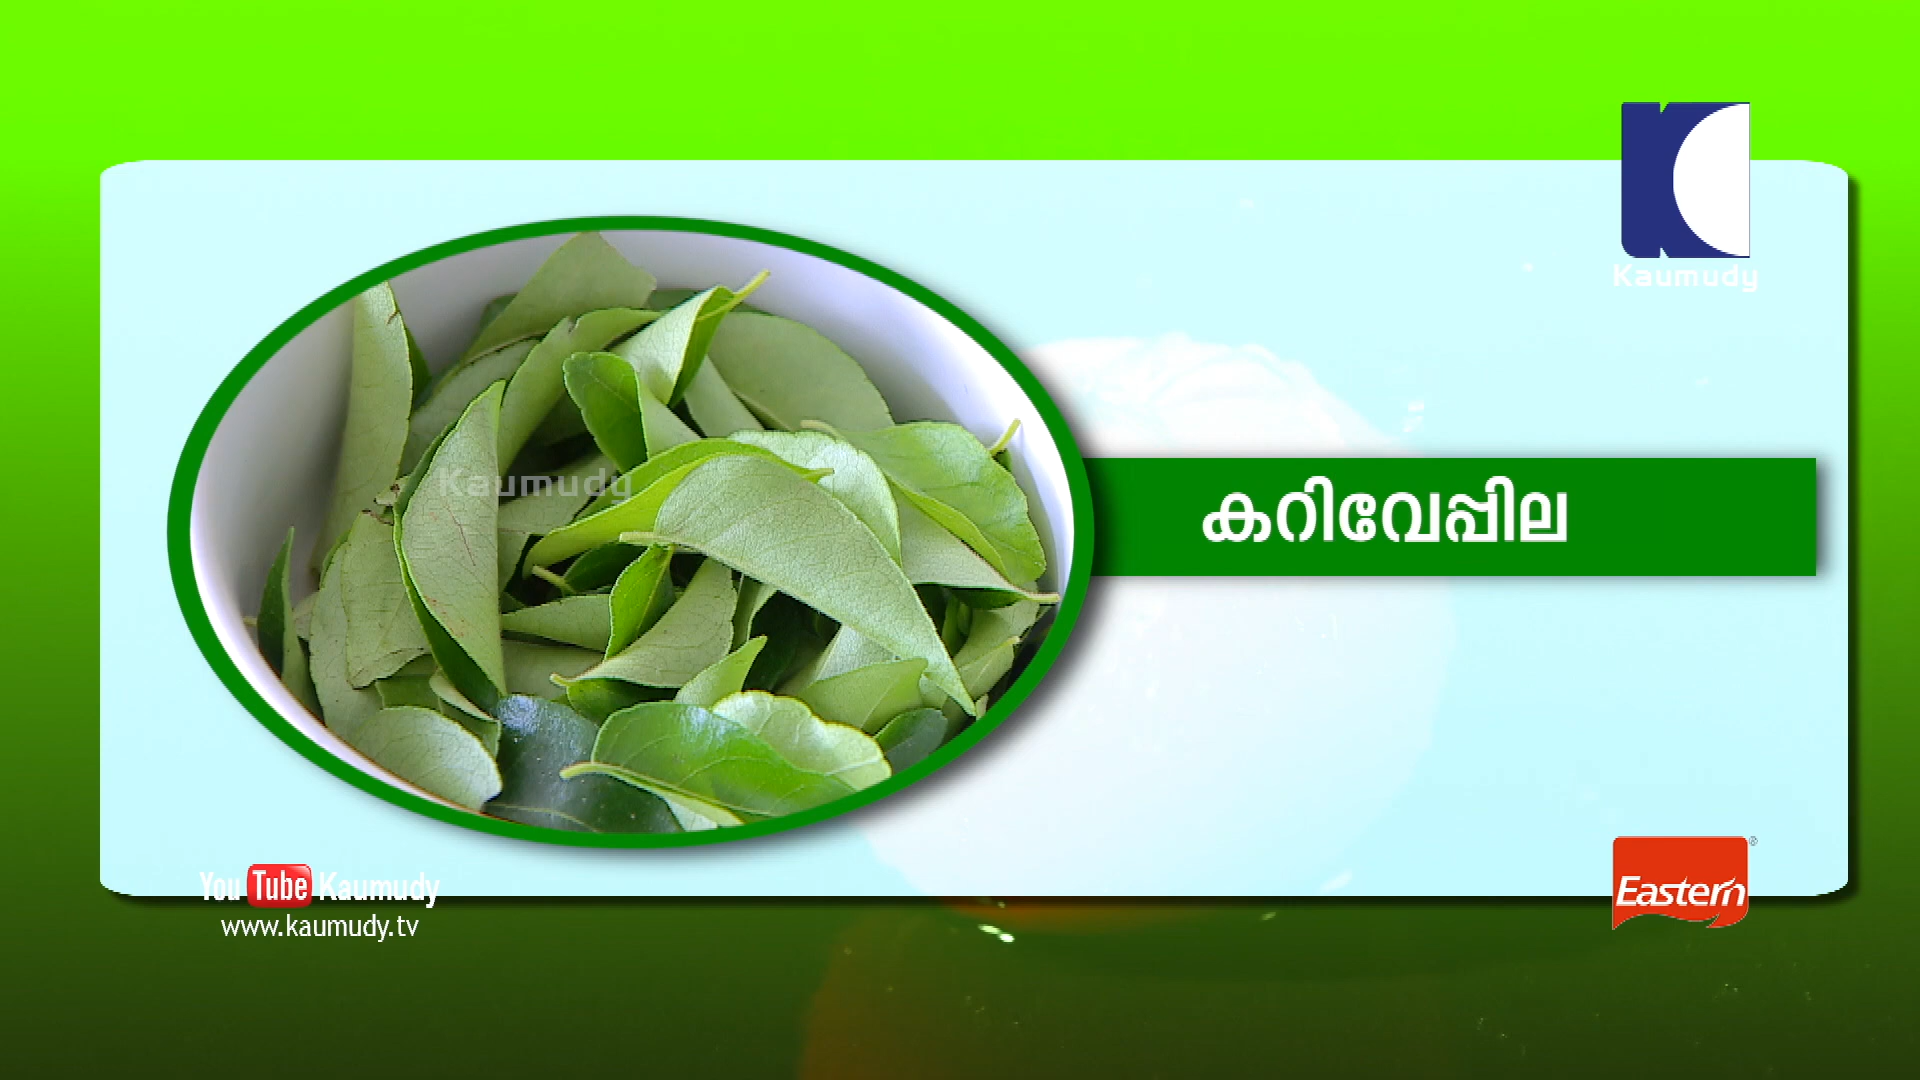 Kaumudy
Kaumudy
കറിവേപ്പില
You Tube Kaumudy
www.kaumudy.tv
Eastern